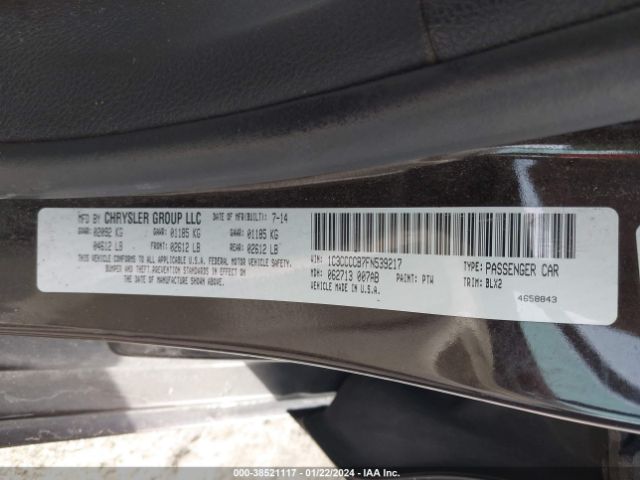 MFD BY CHRYSLER GROUP LLC DATE OF MFR(BUILT): 7-14
GVWR: 02092 KG GAWR: 01185 KG GAWR: 01185 KG
04612 LB FRONT: 02612 LB REAR: 02612 LB
THIS VEHICLE CONFORMS TO ALL APPLICABLE U.S.A. FEDERAL MOTOR VEHICLE SAFETY,
BUMPER AND THEFT PREVENTION STANDARDS IN EFFECT ON
THE DATE OF MANUFACTURE SHOWN ABOVE.
VIN: 1C3CCCCB7FN539217 TYPE: PASSENGER CAR
MDH: 062713 007AB PAINT: PTW TRIM: BLX2
VEHICLE MADE IN U.S.A. 4658843
000-38521117 - 01/22/2024 - IAA Inc.